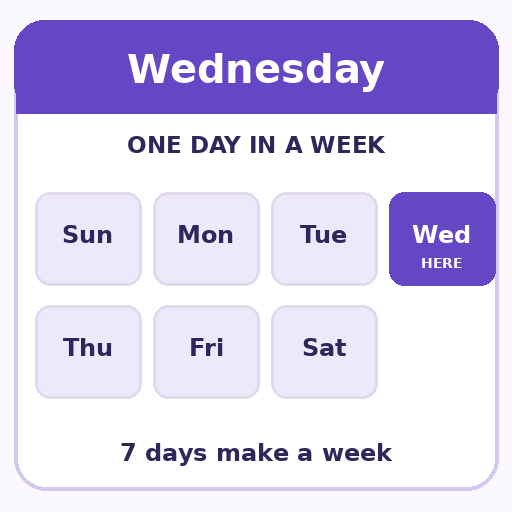 Wednesday
ONE DAY IN A WEEK
Sun Mon Tue Wed
HERE
Thu Fri Sat
7 days make a week